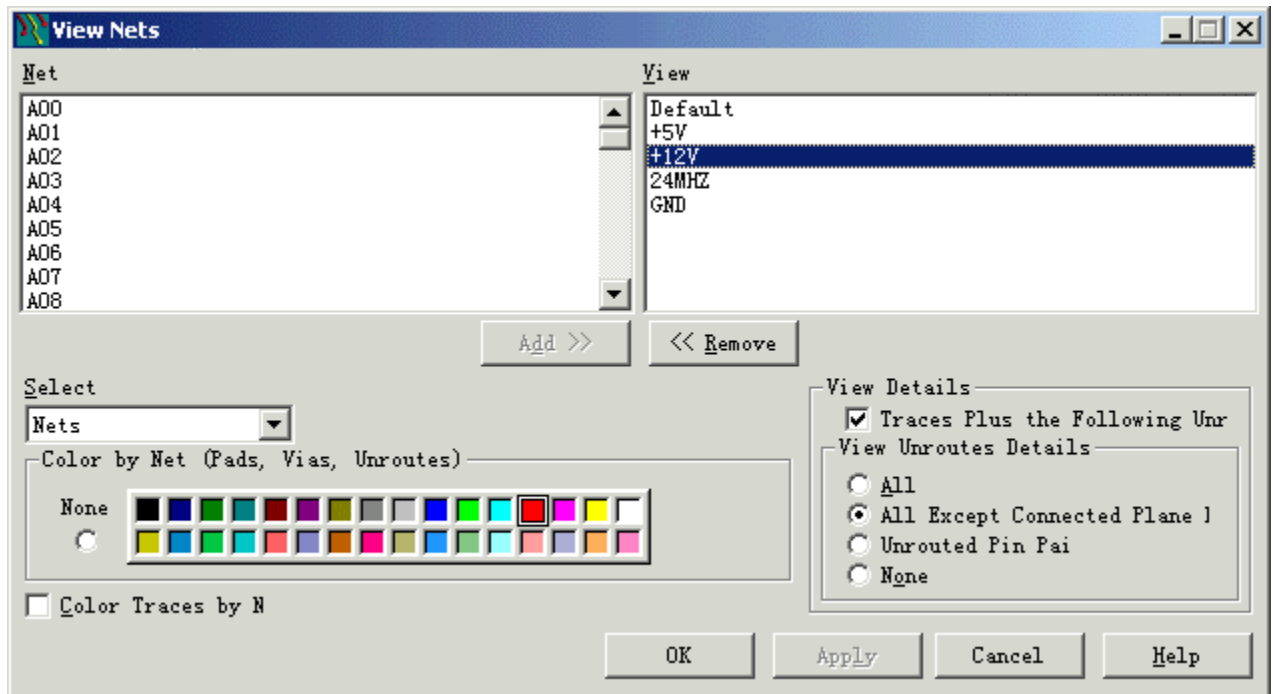 View Nets
Net
View
A00
A01
A02
A03
A04
A05
A06
A07
A08
Default
+5V
+12V
24MHZ
GND
Add >>
<< Remove
Select
Nets
Color by Net (Pads, Vias, Unroutes)
None
Color Traces by N
View Details
Traces Plus the Following Unr
View Unroutes Details
All
All Except Connected Plane
Unrouted Pin Pai
None
OK
Apply
Cancel
Help